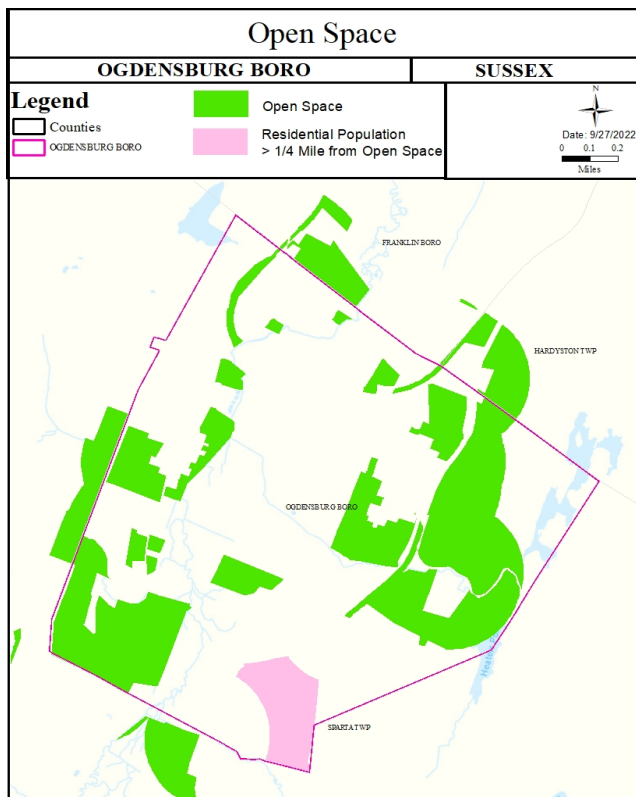 Open Space
OGDENSBURG BORO
SUSSEX
Legend
Counties
OGDENSBURG BORO
Open Space
Residential Population
> 1/4 Mile from Open Space
N
Date: 9/27/2022
0 0.1 0.2
Miles
FRANKLIN BORO
HARDYSTON TWP
OGDENSBURG BORO
SPARTA TWP